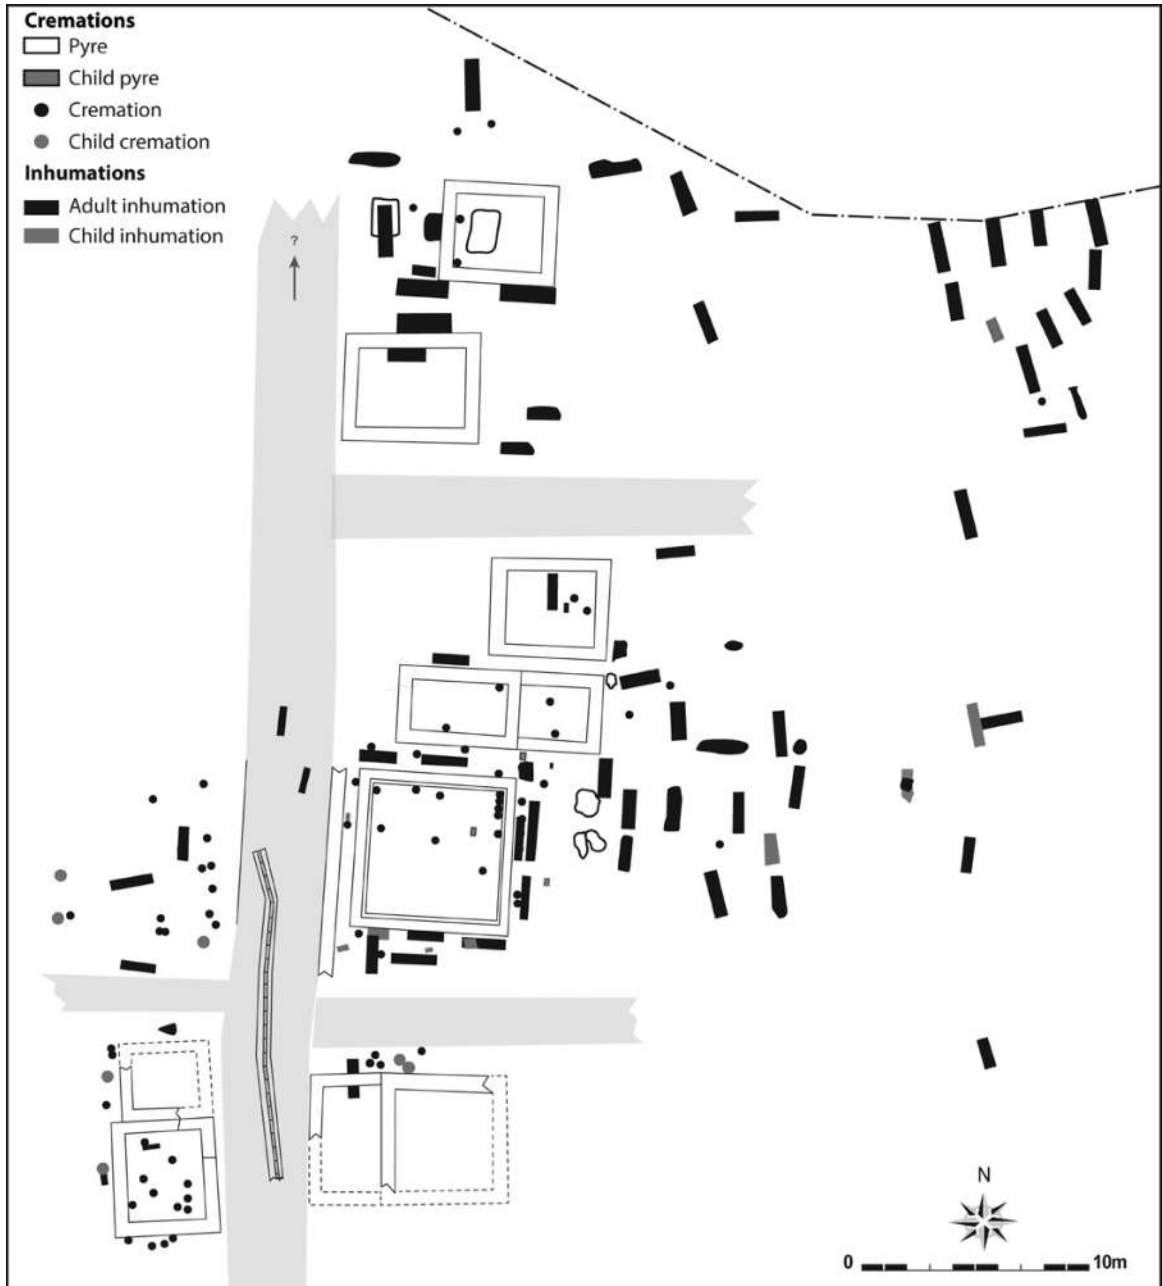 Cremations
Pyre
Child pyre
Cremation
Child cremation
Inhumations
Adult inhumation
Child inhumation
?
N
0 10m